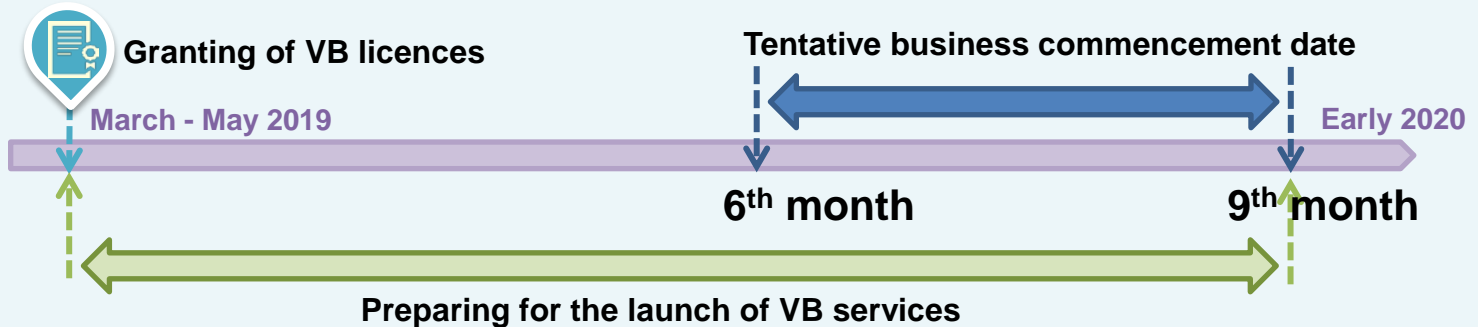 Granting of VB licences
Tentative business commencement date
March - May 2019
Early 2020
6th month
9th month
Preparing for the launch of VB services